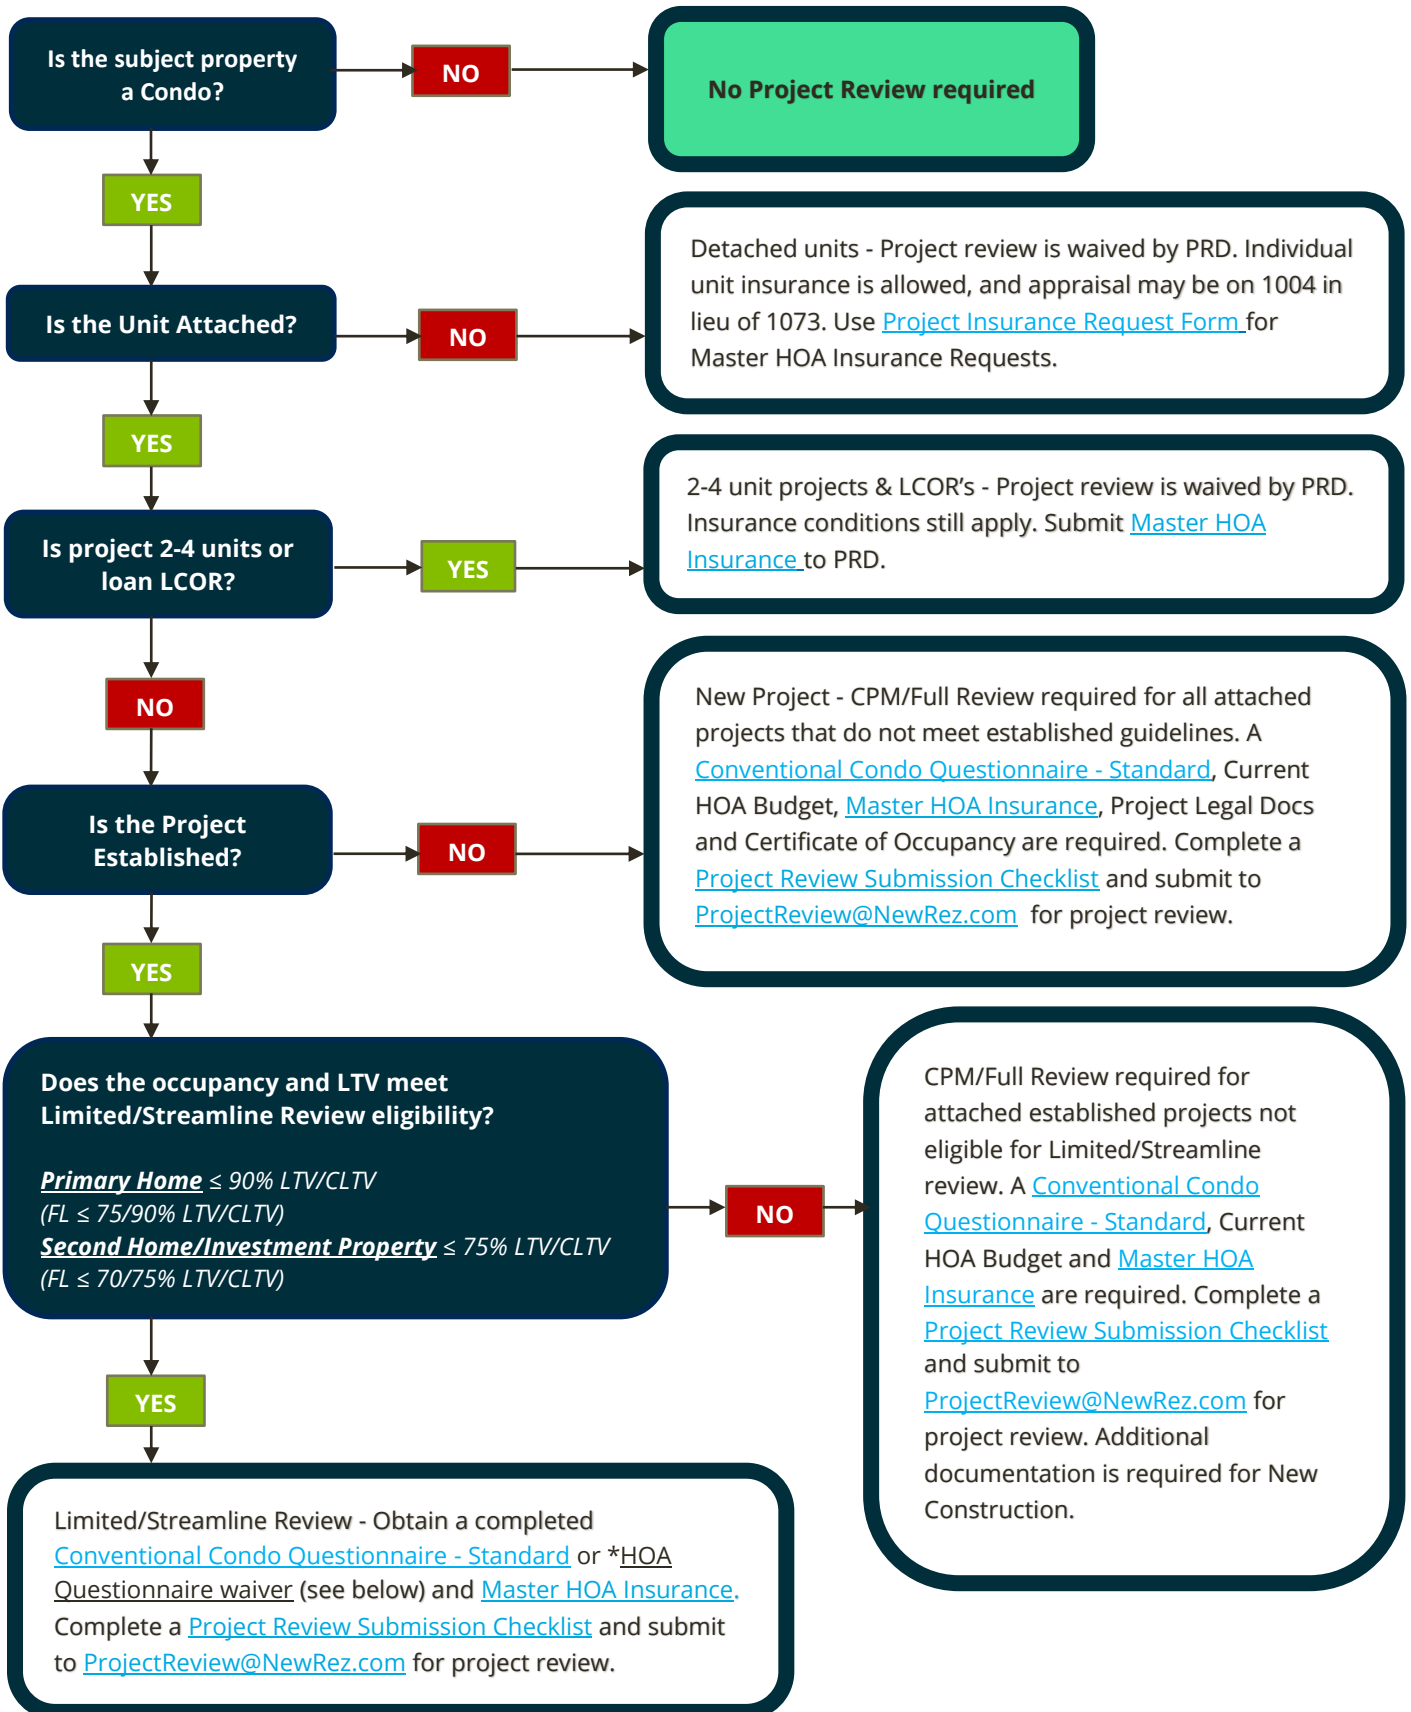 Is the subject property
a Condo?
NO
No Project Review required
YES
Is the Unit Attached?
NO
Detached units - Project review is waived by PRD. Individual
unit insurance is allowed, and appraisal may be on 1004 in
lieu of 1073. Use Project Insurance Request Form for
Master HOA Insurance Requests.
YES
Is project 2-4 units or
loan LCOR?
YES
2-4 unit projects & LCOR's - Project review is waived by PRD.
Insurance conditions still apply. Submit Master HOA
Insurance to PRD.
NO
Is the Project
Established?
NO
New Project - CPM/Full Review required for all attached
projects that do not meet established guidelines. A
Conventional Condo Questionnaire - Standard, Current
HOA Budget, Master HOA Insurance, Project Legal Docs
and Certificate of Occupancy are required. Complete a
Project Review Submission Checklist and submit to
ProjectReview@NewRez.com for project review.
YES
Does the occupancy and LTV meet
Limited/Streamline Review eligibility?
Primary Home ≤ 90% LTV/CLTV
(FL ≤ 75/90% LTV/CLTV)
Second Home/Investment Property ≤ 75% LTV/CLTV
(FL ≤ 70/75% LTV/CLTV)
NO
CPM/Full Review required for
attached established projects not
eligible for Limited/Streamline
review. A Conventional Condo
Questionnaire - Standard, Current
HOA Budget and Master HOA
Insurance are required. Complete a
Project Review Submission Checklist
and submit to
ProjectReview@NewRez.com for
project review. Additional
documentation is required for New
Construction.
YES
Limited/Streamline Review - Obtain a completed
Conventional Condo Questionnaire - Standard or *HOA
Questionnaire waiver (see below) and Master HOA Insurance.
Complete a Project Review Submission Checklist and submit
to ProjectReview@NewRez.com for project review.